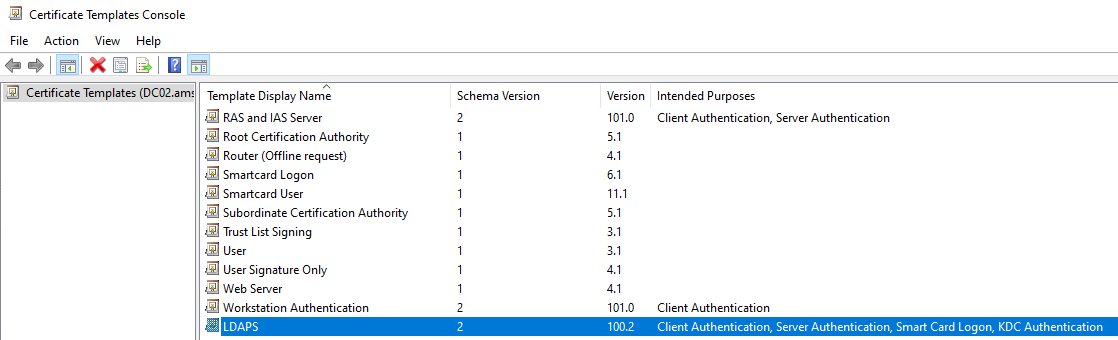 Certificate Templates Console
File Action View Help
Certificate Templates (DC02.ams
Template Display Name Schema Version Version Intended Purposes
RAS and IAS Server 2 101.0 Client Authentication, Server Authentication
Root Certification Authority 1 5.1
Router (Offline request) 1 4.1
Smartcard Logon 1 6.1
Smartcard User 1 11.1
Subordinate Certification Authority 1 5.1
Trust List Signing 1 3.1
User 1 3.1
User Signature Only 1 4.1
Web Server 1 4.1
Workstation Authentication 2 101.0 Client Authentication
LDAPS 2 100.2 Client Authentication, Server Authentication, Smart Card Logon, KDC Authentication